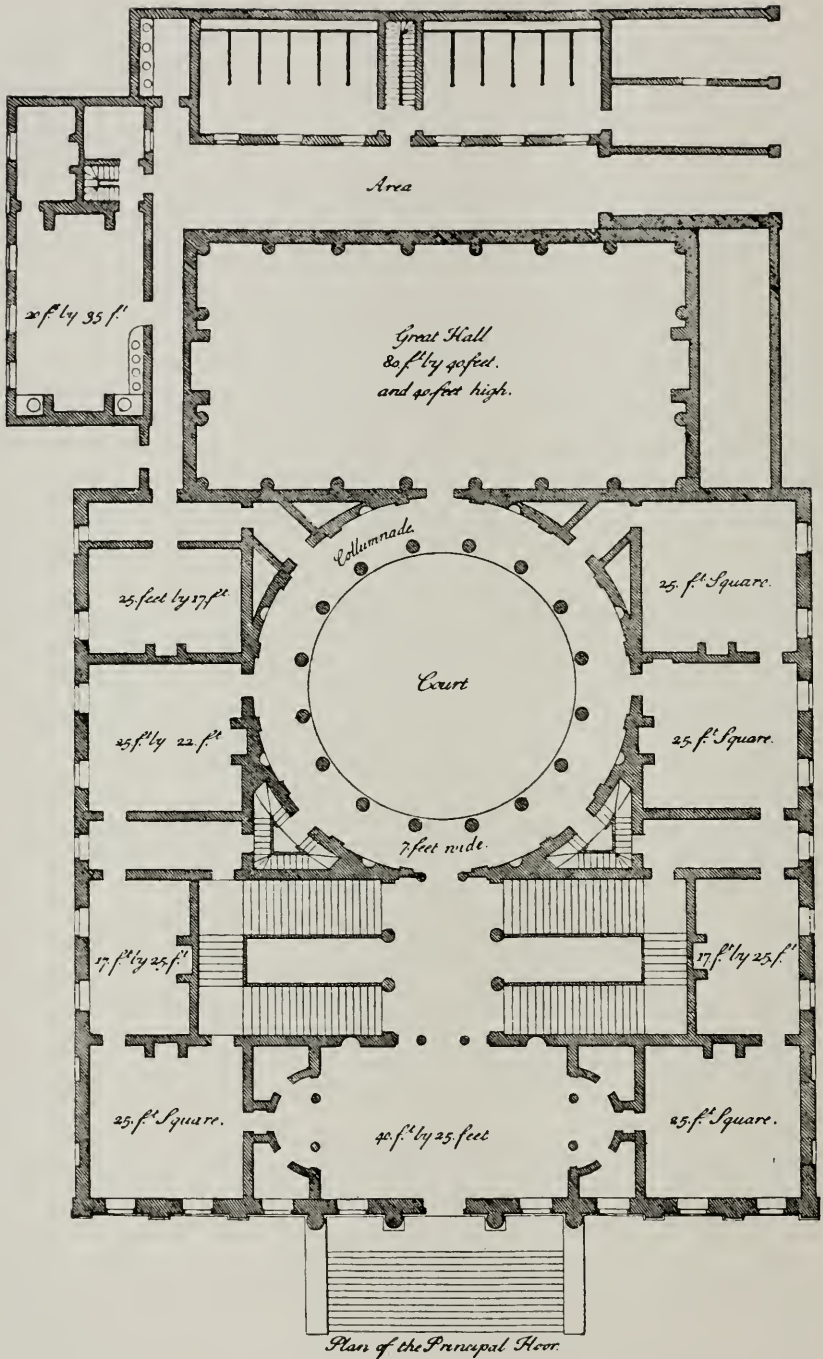 Area
20 f.t by 35 f.t
Great Hall
80 f.t by 40 feet.
and 40 feet high.
Collumnade.
25. feet by 17. f.t
25. f.t Square.
Court
25 f.t by 22. f.t
25. f.t Square.
7. feet wide.
17. f.t by 25. f.t
17. f.t by 25. f.t
25. f.t Square.
40. f.t by 25. feet
25. f.t Square.
Plan of the Principal Floor.